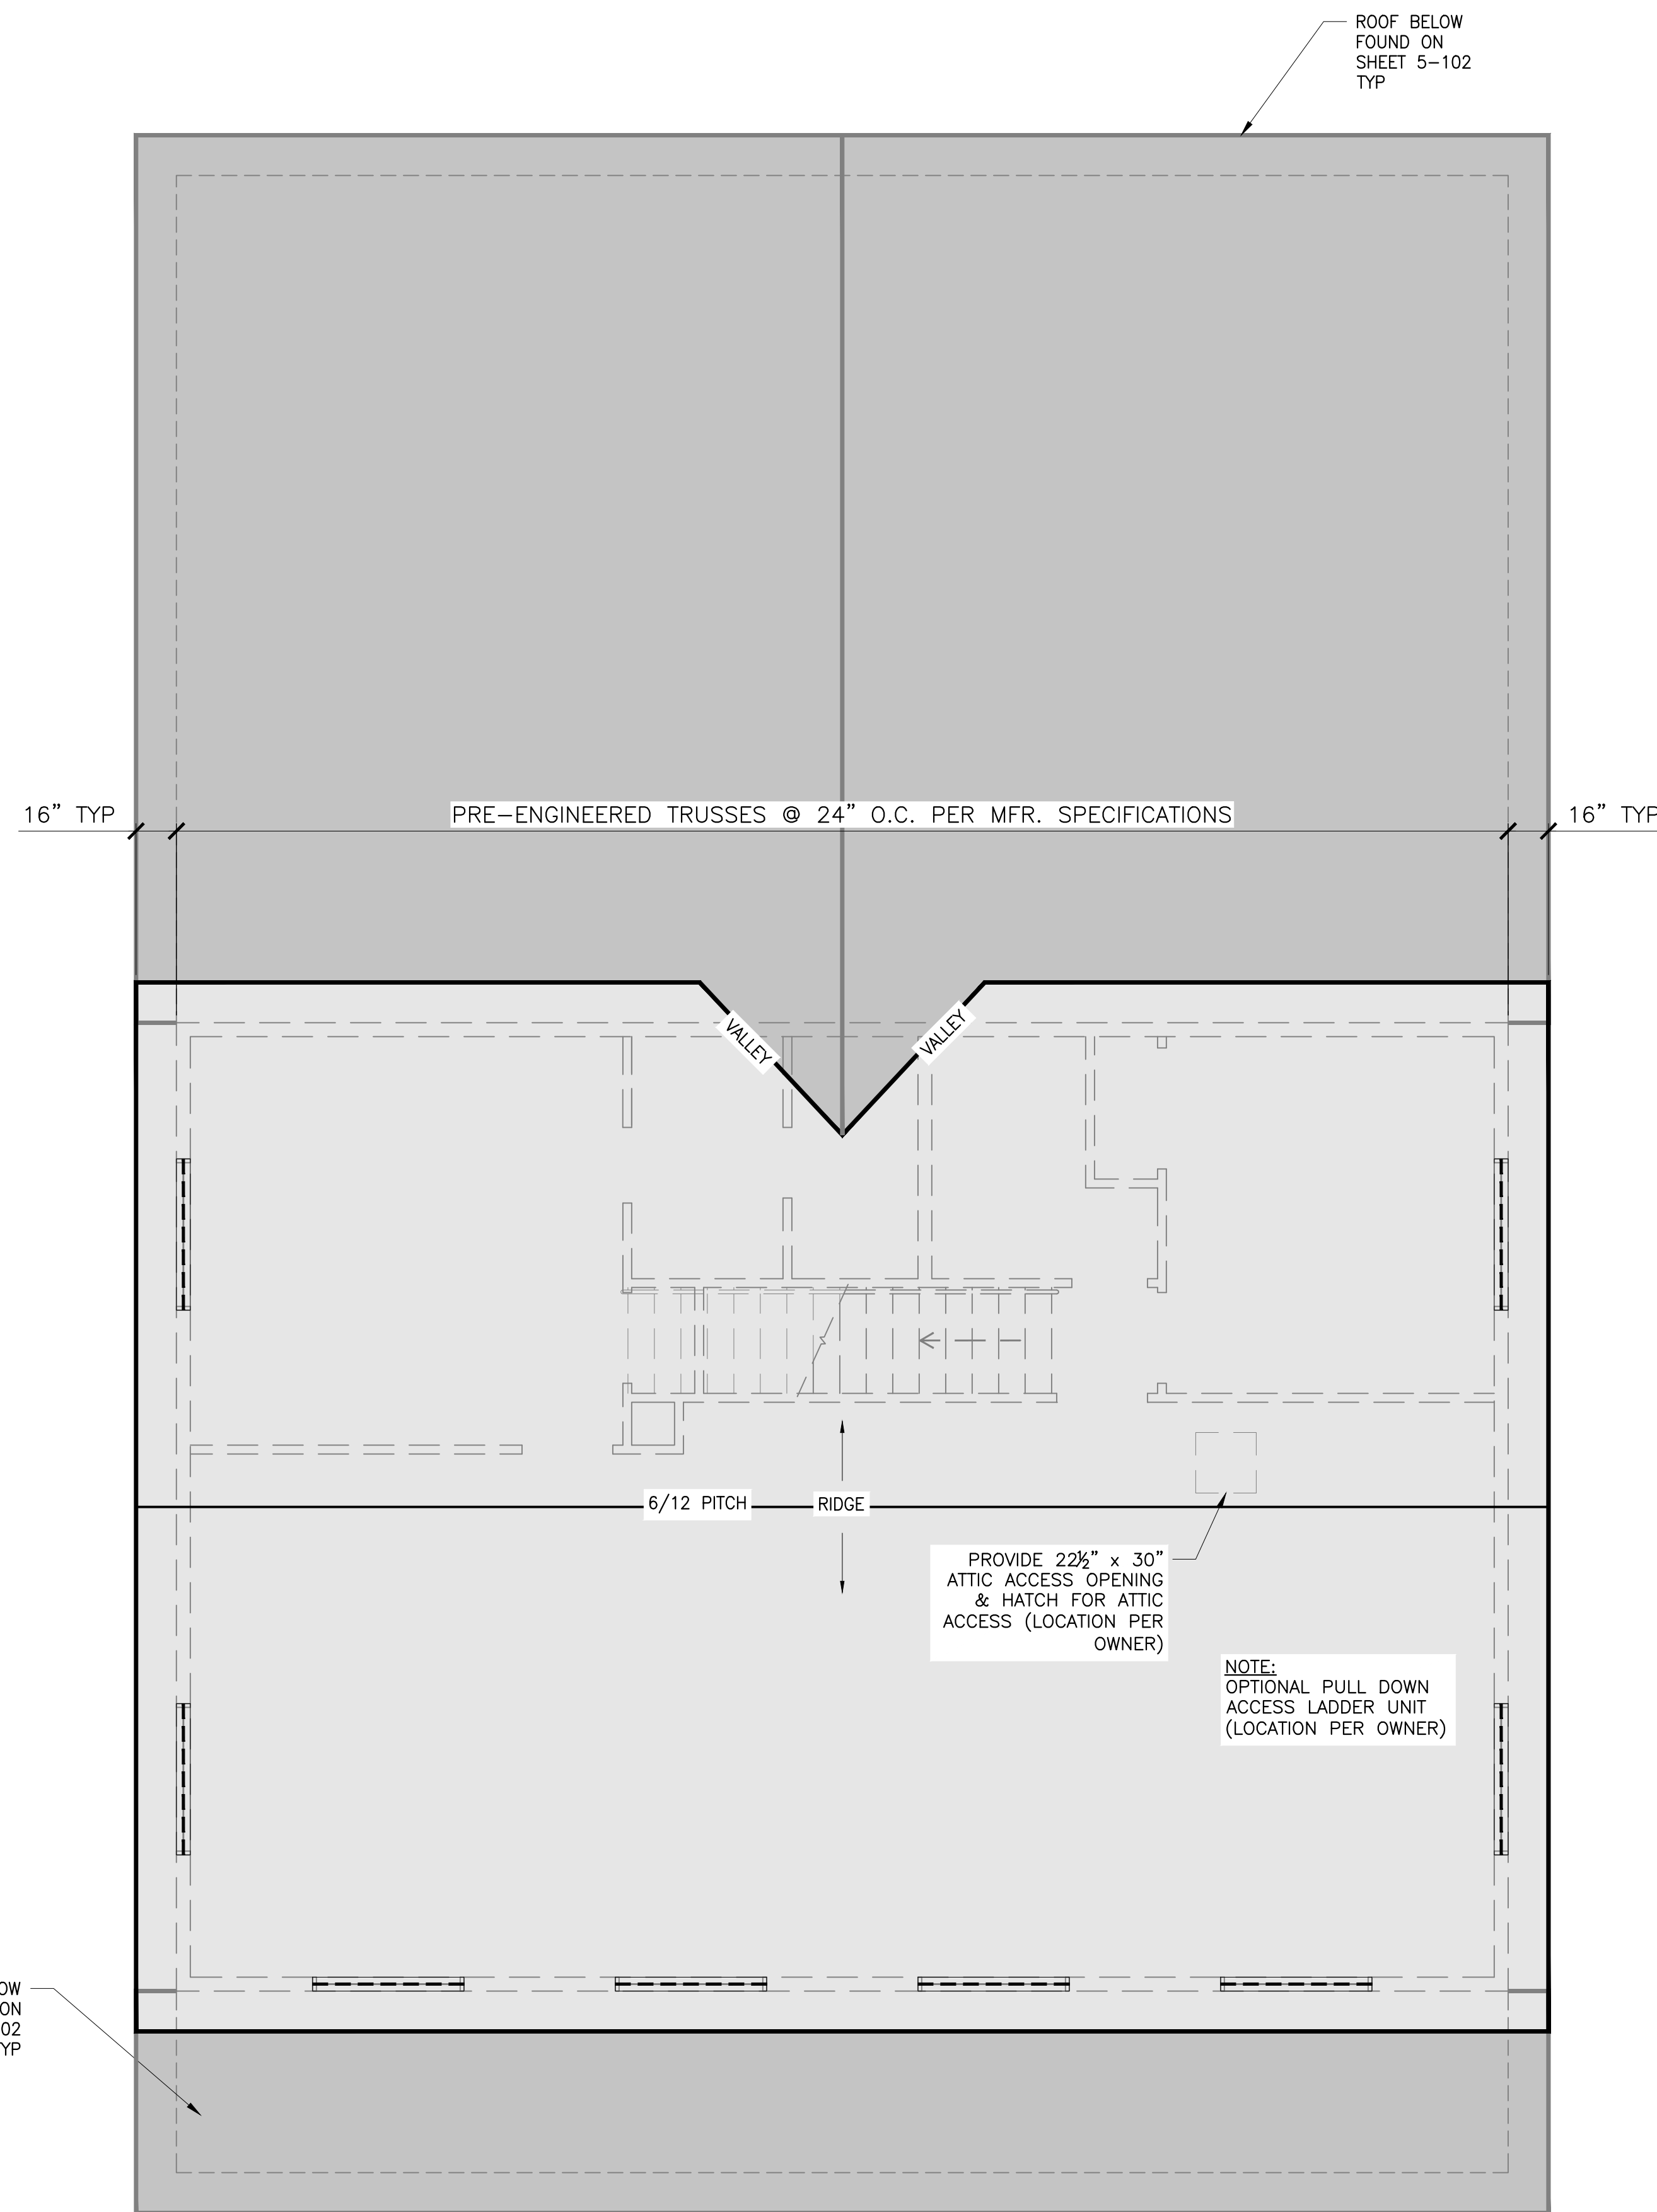 ROOF BELOW
FOUND ON
SHEET 5-102
TYP
16" TYP
PRE-ENGINEERED TRUSSES @ 24" O.C. PER MFR. SPECIFICATIONS
16" TYP
VALLEY
VALLEY
6/12 PITCH
RIDGE
PROVIDE 22½" x 30"
ATTIC ACCESS OPENING
& HATCH FOR ATTIC
ACCESS (LOCATION PER
OWNER)
NOTE:
OPTIONAL PULL DOWN
ACCESS LADDER UNIT
(LOCATION PER OWNER)
OW
ON
02
YP